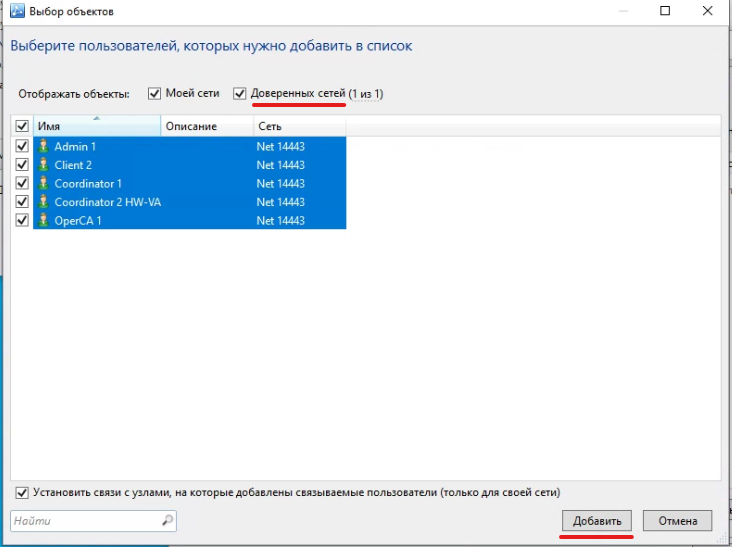 Выбор объектов
Выберите пользователей, которых нужно добавить в список
Отображать объекты: Моей сети Доверенных сетей (1 из 1)
Имя Описание Сеть
Admin 1 Net 14443
Client 2 Net 14443
Coordinator 1 Net 14443
Coordinator 2 HW-VA Net 14443
OperCA 1 Net 14443
Установить связи с узлами, на которые добавлены связываемые пользователи (только для своей сети)
Найти Добавить Отмена